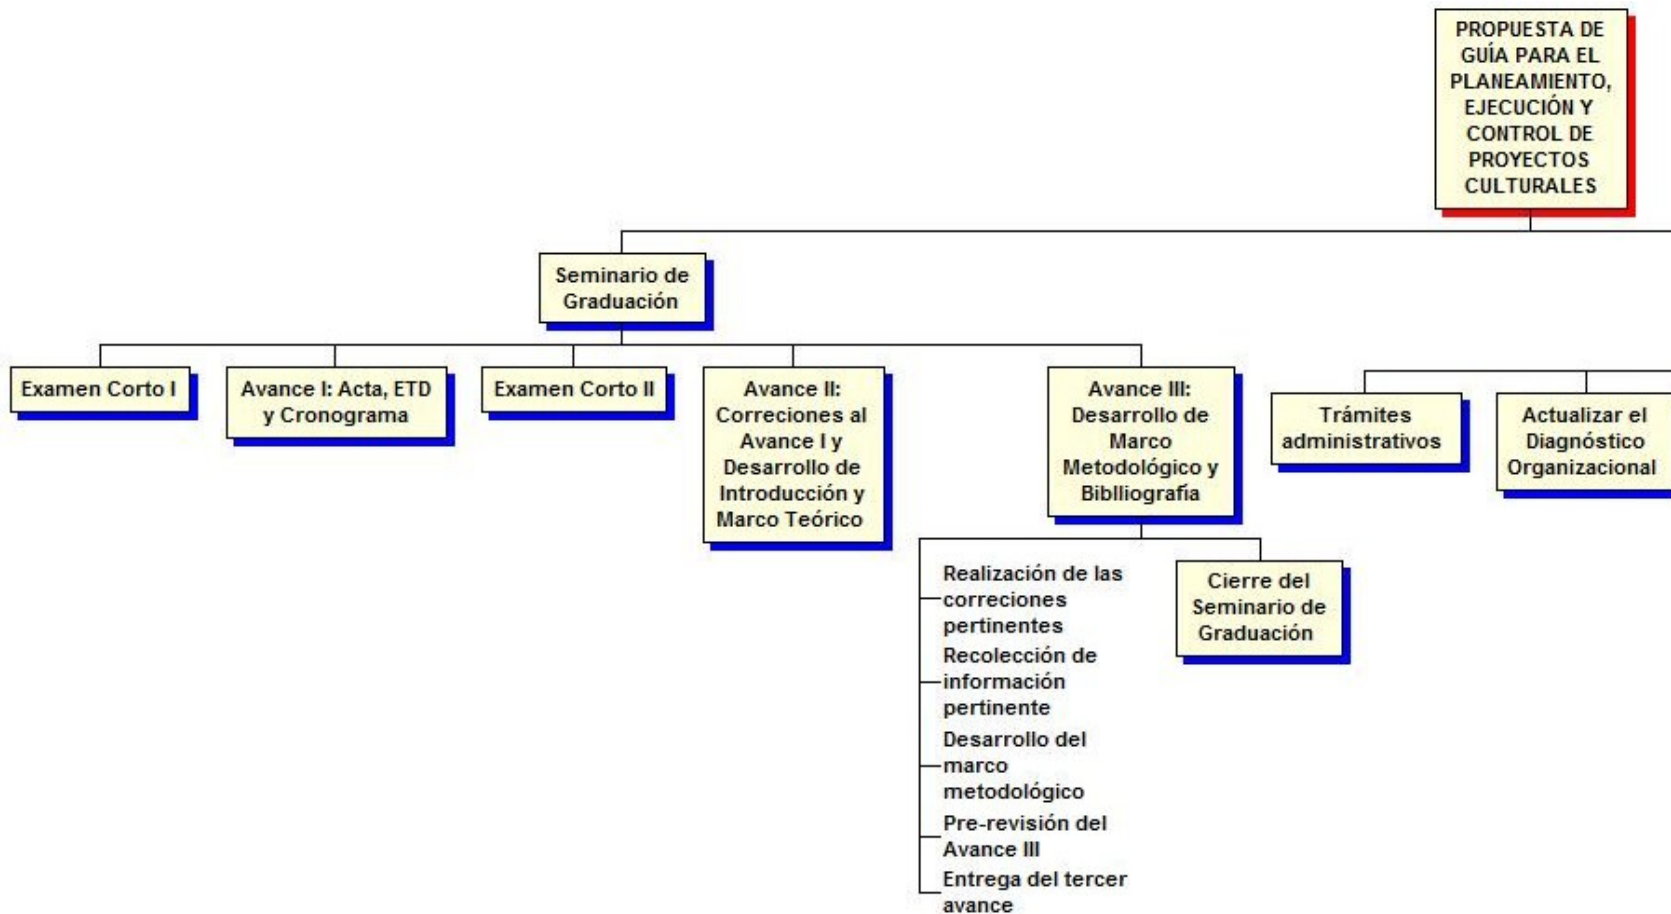 PROPUESTA DE
GUÍA PARA EL
PLANEAMIENTO,
EJECUCIÓN Y
CONTROL DE
PROYECTOS
CULTURALES
Seminario de
Graduación
Examen Corto I
Avance I: Acta, ETD
y Cronograma
Examen Corto II
Avance II:
Correciones al
Avance I y
Desarrollo de
Introducción y
Marco Teórico
Avance III:
Desarrollo de
Marco
Metodológico y
Biblliografía
Trámites
administrativos
Actualizar el
Diagnóstico
Organizacional
Realización de las
correciones
pertinentes
Recolección de
información
pertinente
Desarrollo del
marco
metodológico
Pre-revisión del
Avance III
Entrega del tercer
avance
Cierre del
Seminario de
Graduación